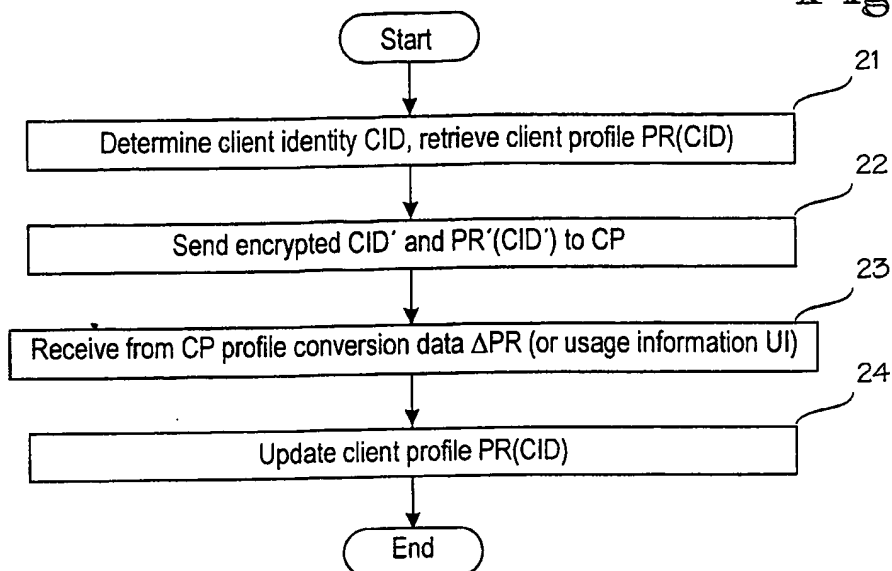 Start
21
Determine client identity CID, retrieve client profile PR(CID)
22
Send encrypted CID´ and PR´(CID´) to CP
23
Receive from CP profile conversion data ΔPR (or usage information UI)
24
Update client profile PR(CID)
End